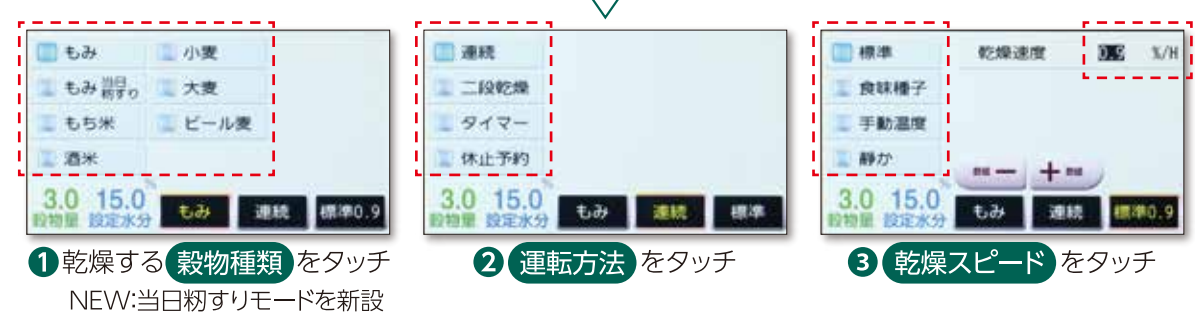 もみ 小麦
もみ 当日籾すり 大麦
もち米 ビール麦
酒米
3.0 15.0%
穀物量 設定水分 もみ 連続 標準0.9
❶乾燥する 穀物種類 をタッチ
NEW:当日籾すりモードを新設
連続
二段乾燥
タイマー
休止予約
3.0 15.0%
穀物量 設定水分 もみ 連続 標準
❷ 運転方法 をタッチ
標準 乾燥速度 0.9 %/H
食味種子
手動温度
静か
数値 − + 数値
3.0 15.0%
穀物量 設定水分 もみ 連続 標準0.9
❸ 乾燥スピード をタッチ